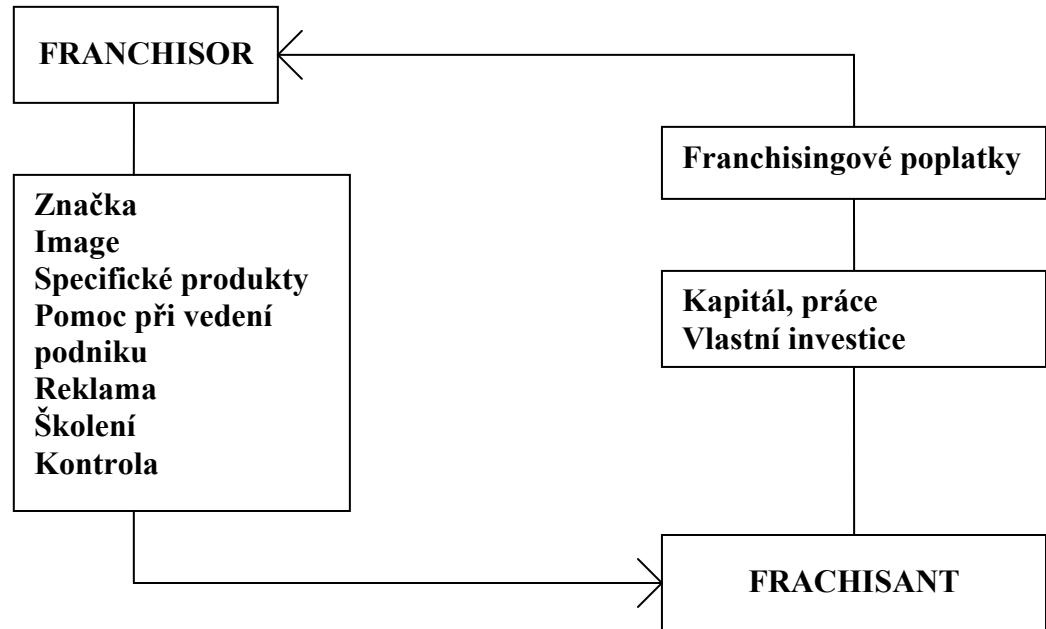 FRANCHISOR
Franchisingové poplatky
Značka
Image
Specifické produkty
Pomoc při vedení
podniku
Reklama
Školení
Kontrola
Kapitál, práce
Vlastní investice
FRACHISANT